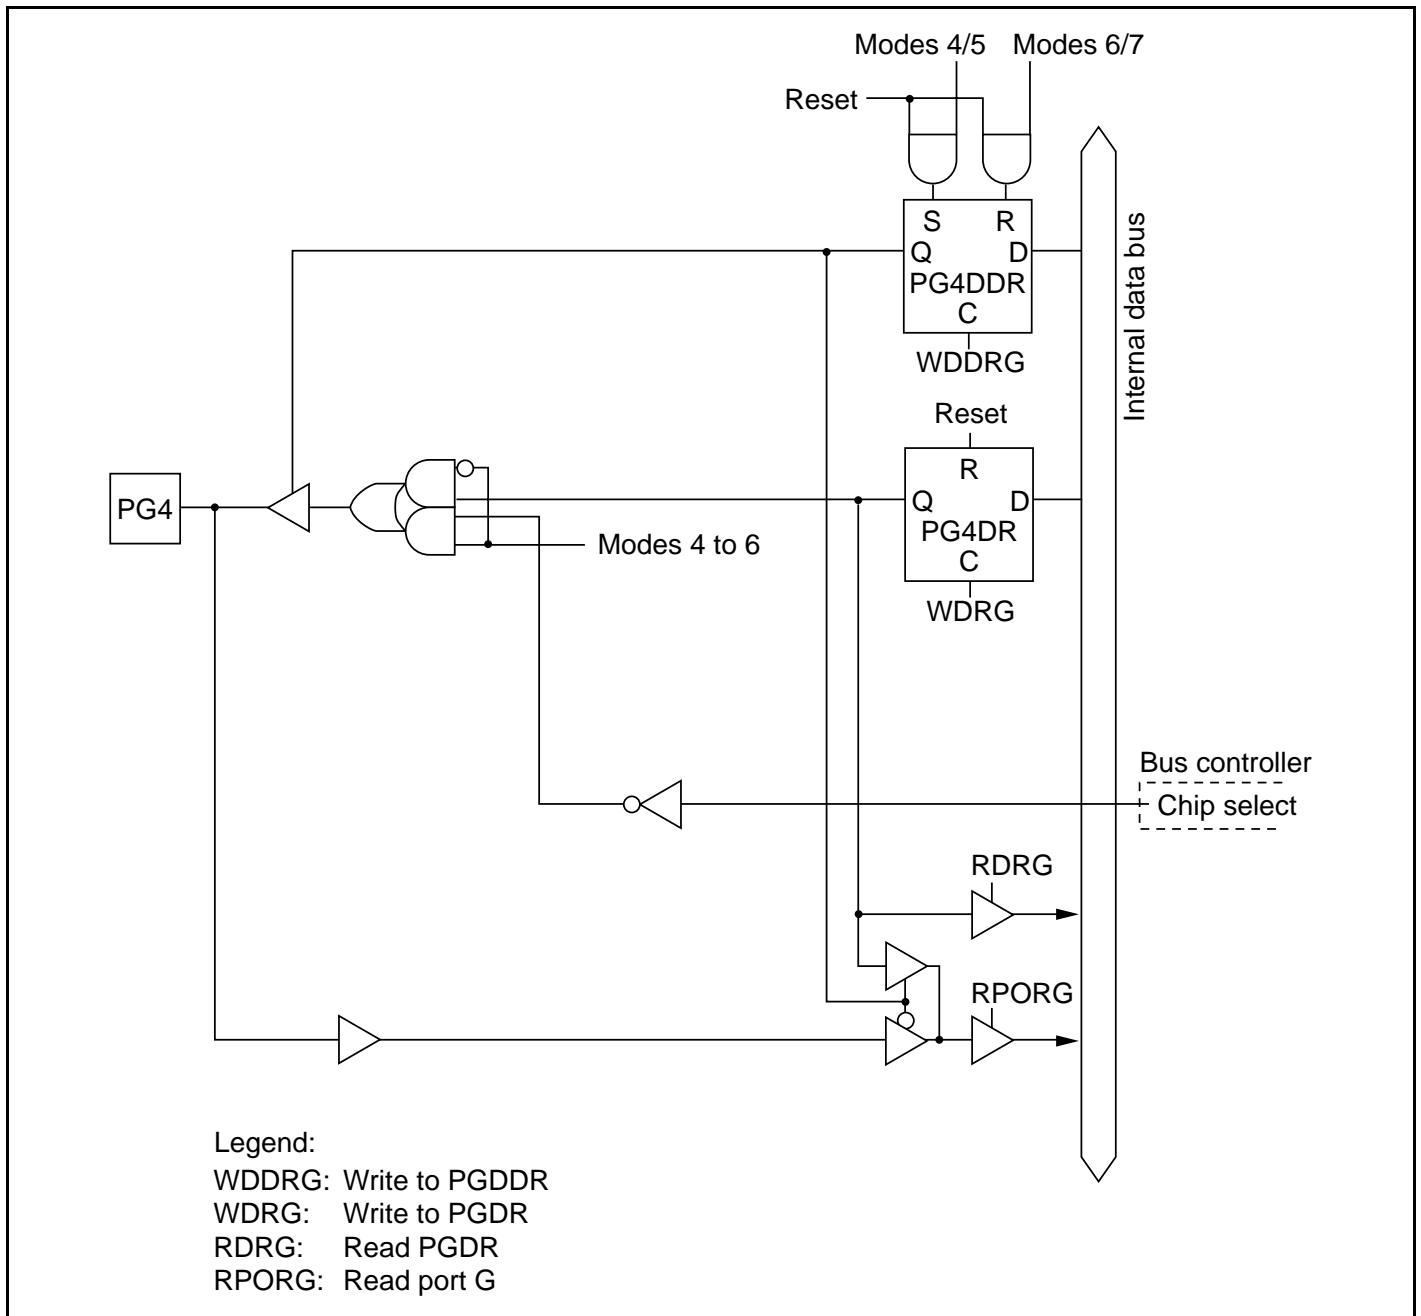 Modes 4/5 Modes 6/7
Reset
S R
Q D
PG4DDR
C
WDDRG
Internal data bus
Reset
R
Q D
PG4DR
C
WDRG
PG4
Modes 4 to 6
Bus controller
Chip select
RDRG
RPORG
Legend:
WDDRG: Write to PGDDR
WDRG: Write to PGDR
RDRG: Read PGDR
RPORG: Read port G